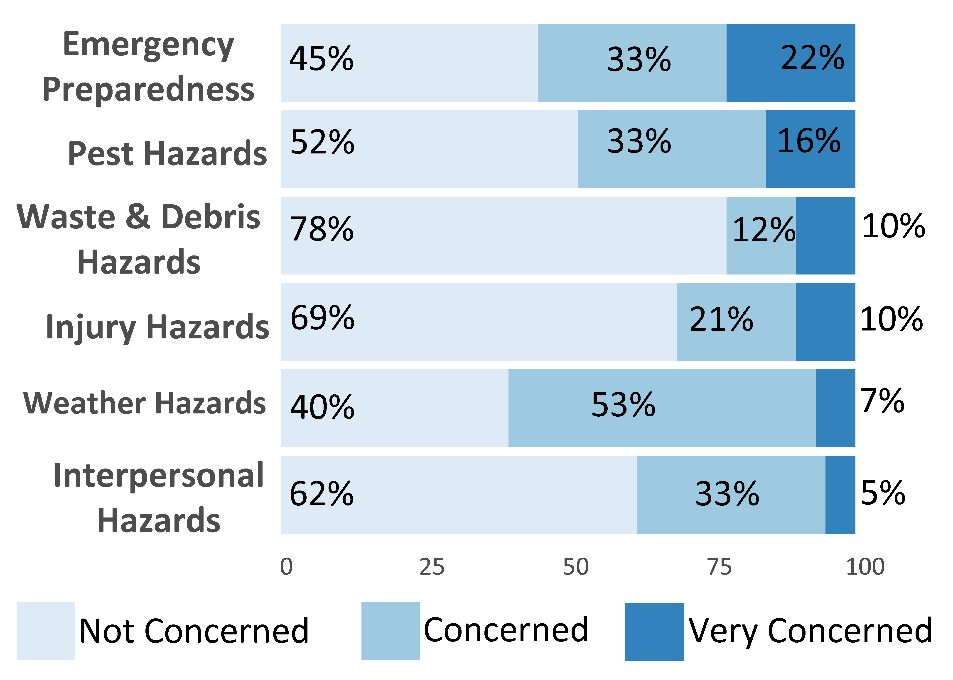 Emergency
Preparedness
45% 33% 22%
Pest Hazards
52% 33% 16%
Waste & Debris
Hazards
78% 12% 10%
Injury Hazards
69% 21% 10%
Weather Hazards
40% 53% 7%
Interpersonal
Hazards
62% 33% 5%
0 25 50 75 100
Not Concerned Concerned Very Concerned